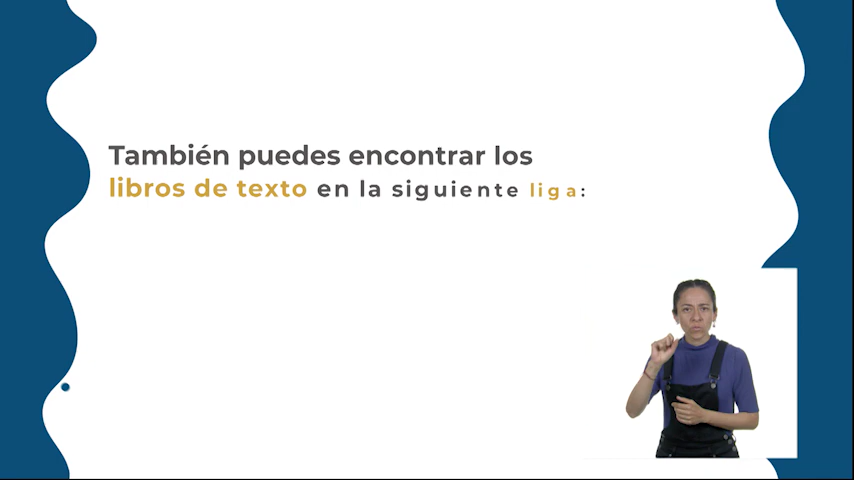 También puedes encontrar los
libros de texto en la siguiente liga: